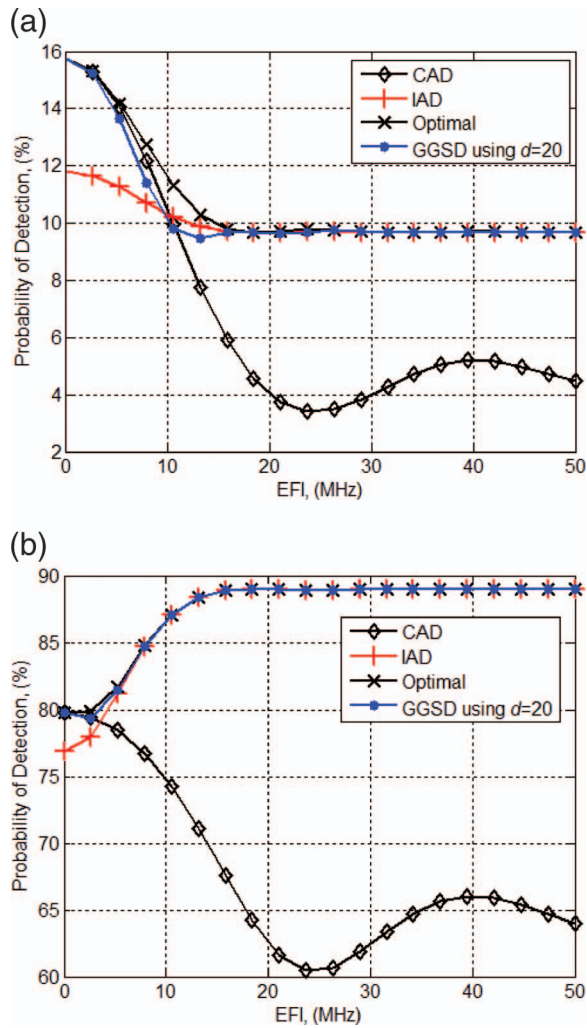 (a)
16
14
12
10
8
6
4
2
Probability of Detection, (%)
CAD
IAD
Optimal
GGSD using d=20
0
10
20
30
40
50
EFI, (MHz)
(b)
90
85
80
75
70
65
60
Probability of Detection, (%)
CAD
IAD
Optimal
GGSD using d=20
0
10
20
30
40
50
EFI, (MHz)